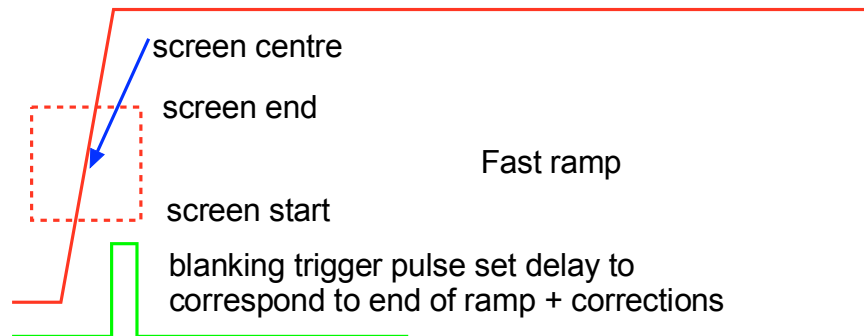 screen centre
screen end
Fast ramp
screen start
blanking trigger pulse set delay to
correspond to end of ramp + corrections